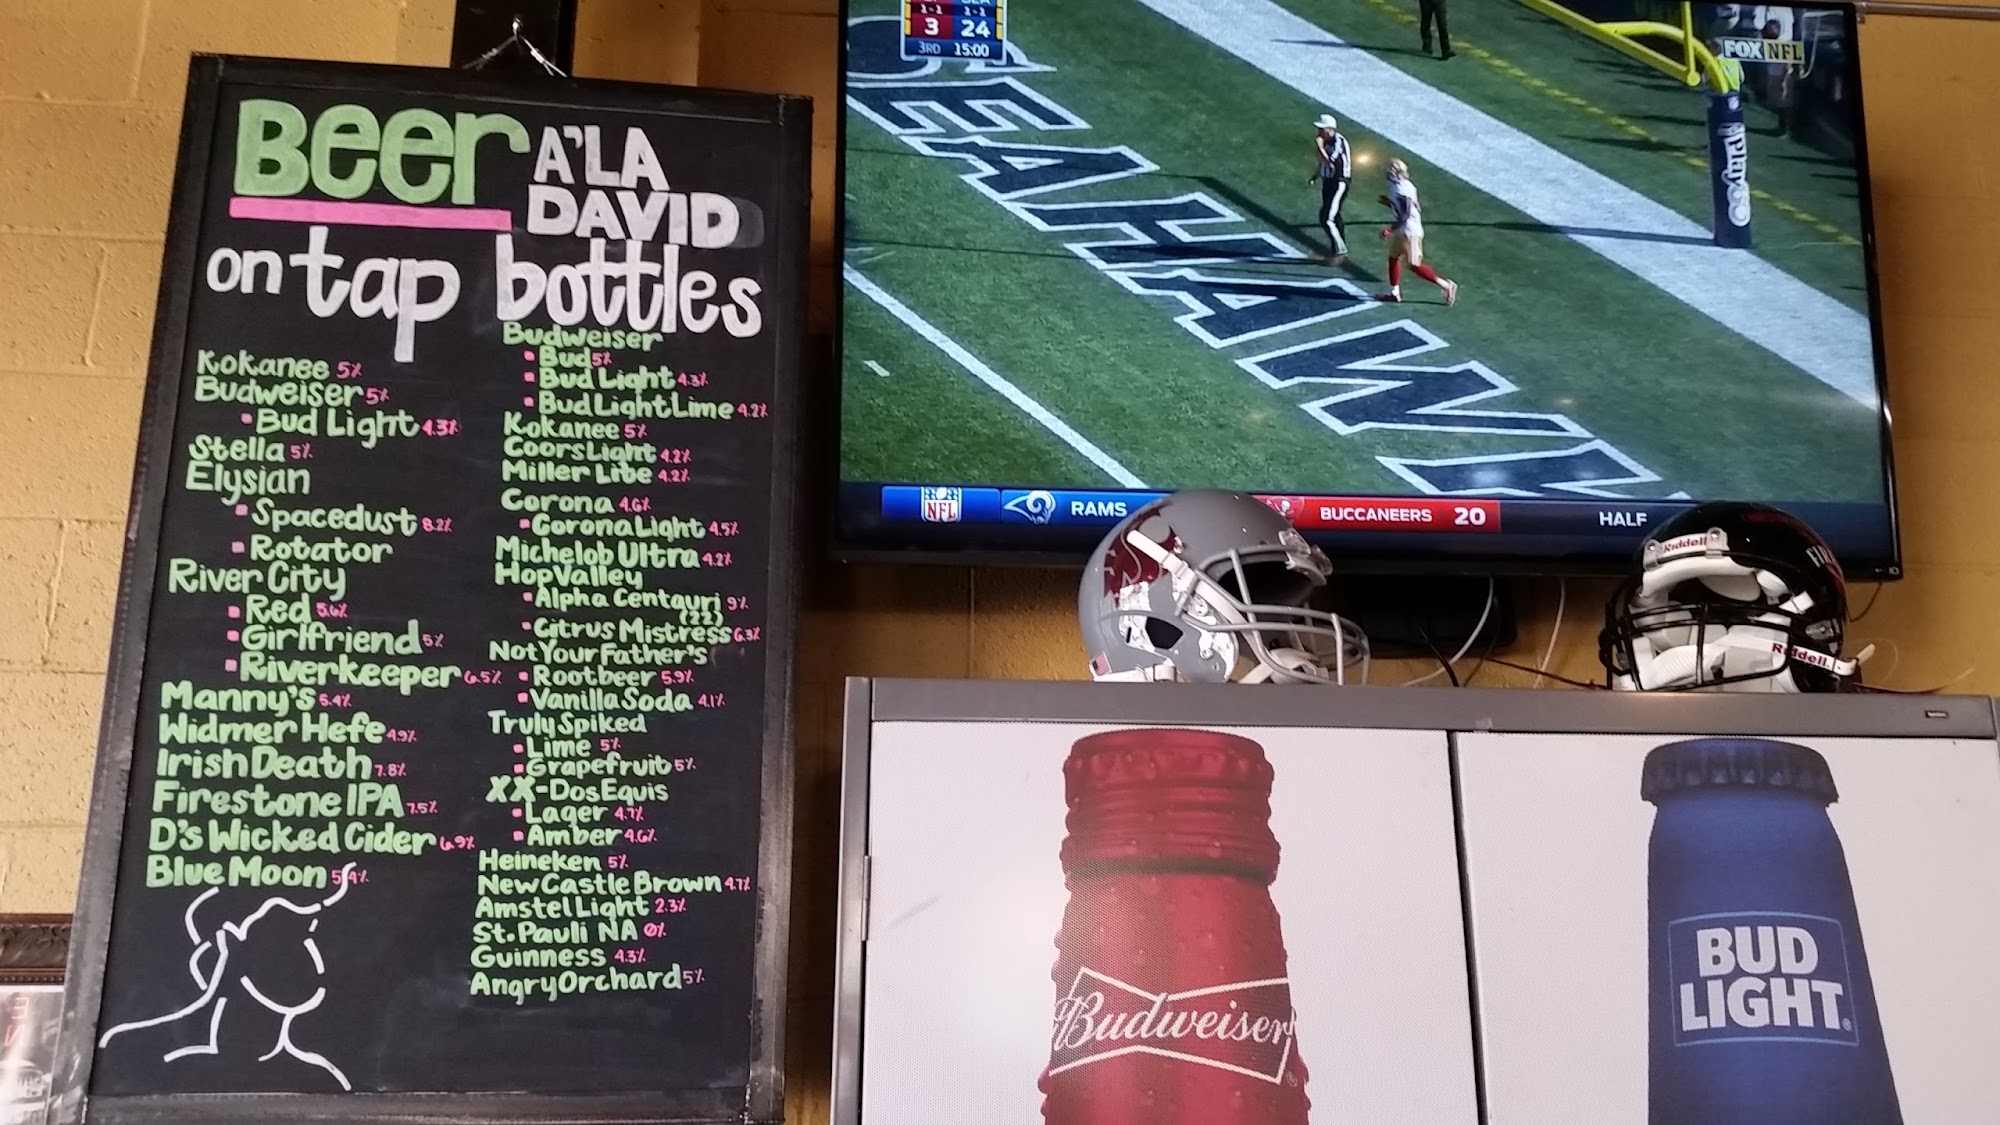 Beer A'LA
DAVID
on tap
Kokanee 5%
Budweiser 5%
Bud Light 4.3%
Stella 5%
Elysian
Spacedust 8.2%
Rotator
River City
Red 5.6%
Girlfriend 5%
Riverkeeper 6.5%
Manny's 5.4%
Widmer Hefe 4.9%
Irish Death 7.8%
Firestone IPA 7.5%
D's Wicked Cider 6.9%
Blue Moon 5.4%
bottles
Budweiser
Bud 5%
Bud Light 4.3%
Bud Light Lime 4.2%
Kokanee 5%
Coors Light 4.2%
Miller Lite 4.2%
Corona 4.6%
Corona Light 4.5%
Michelob Ultra 4.2%
Hop Valley
Alpha Centauri 9%
(22)
Citrus Mistress 6.3%
Not Your Father's
Rootbeer 5.9%
Vanilla Soda 4.1%
Truly Spiked
Lime 5%
Grapefruit 5%
XX-Dos Equis
Lager 4.7%
Amber 4.6%
Heineken 5%
New Castle Brown 4.7%
Amstel Light 2.3%
St. Pauli NA 0%
Guinness 4.3%
Angry Orchard 5%
1-1 1-1
3 24
3RD 15:00
FOX NFL
SEAHAWK
Play60
NFL RAMS BUCCANEERS 20 HALF
Riddell
Riddell
Budweiser
BUD
LIGHT